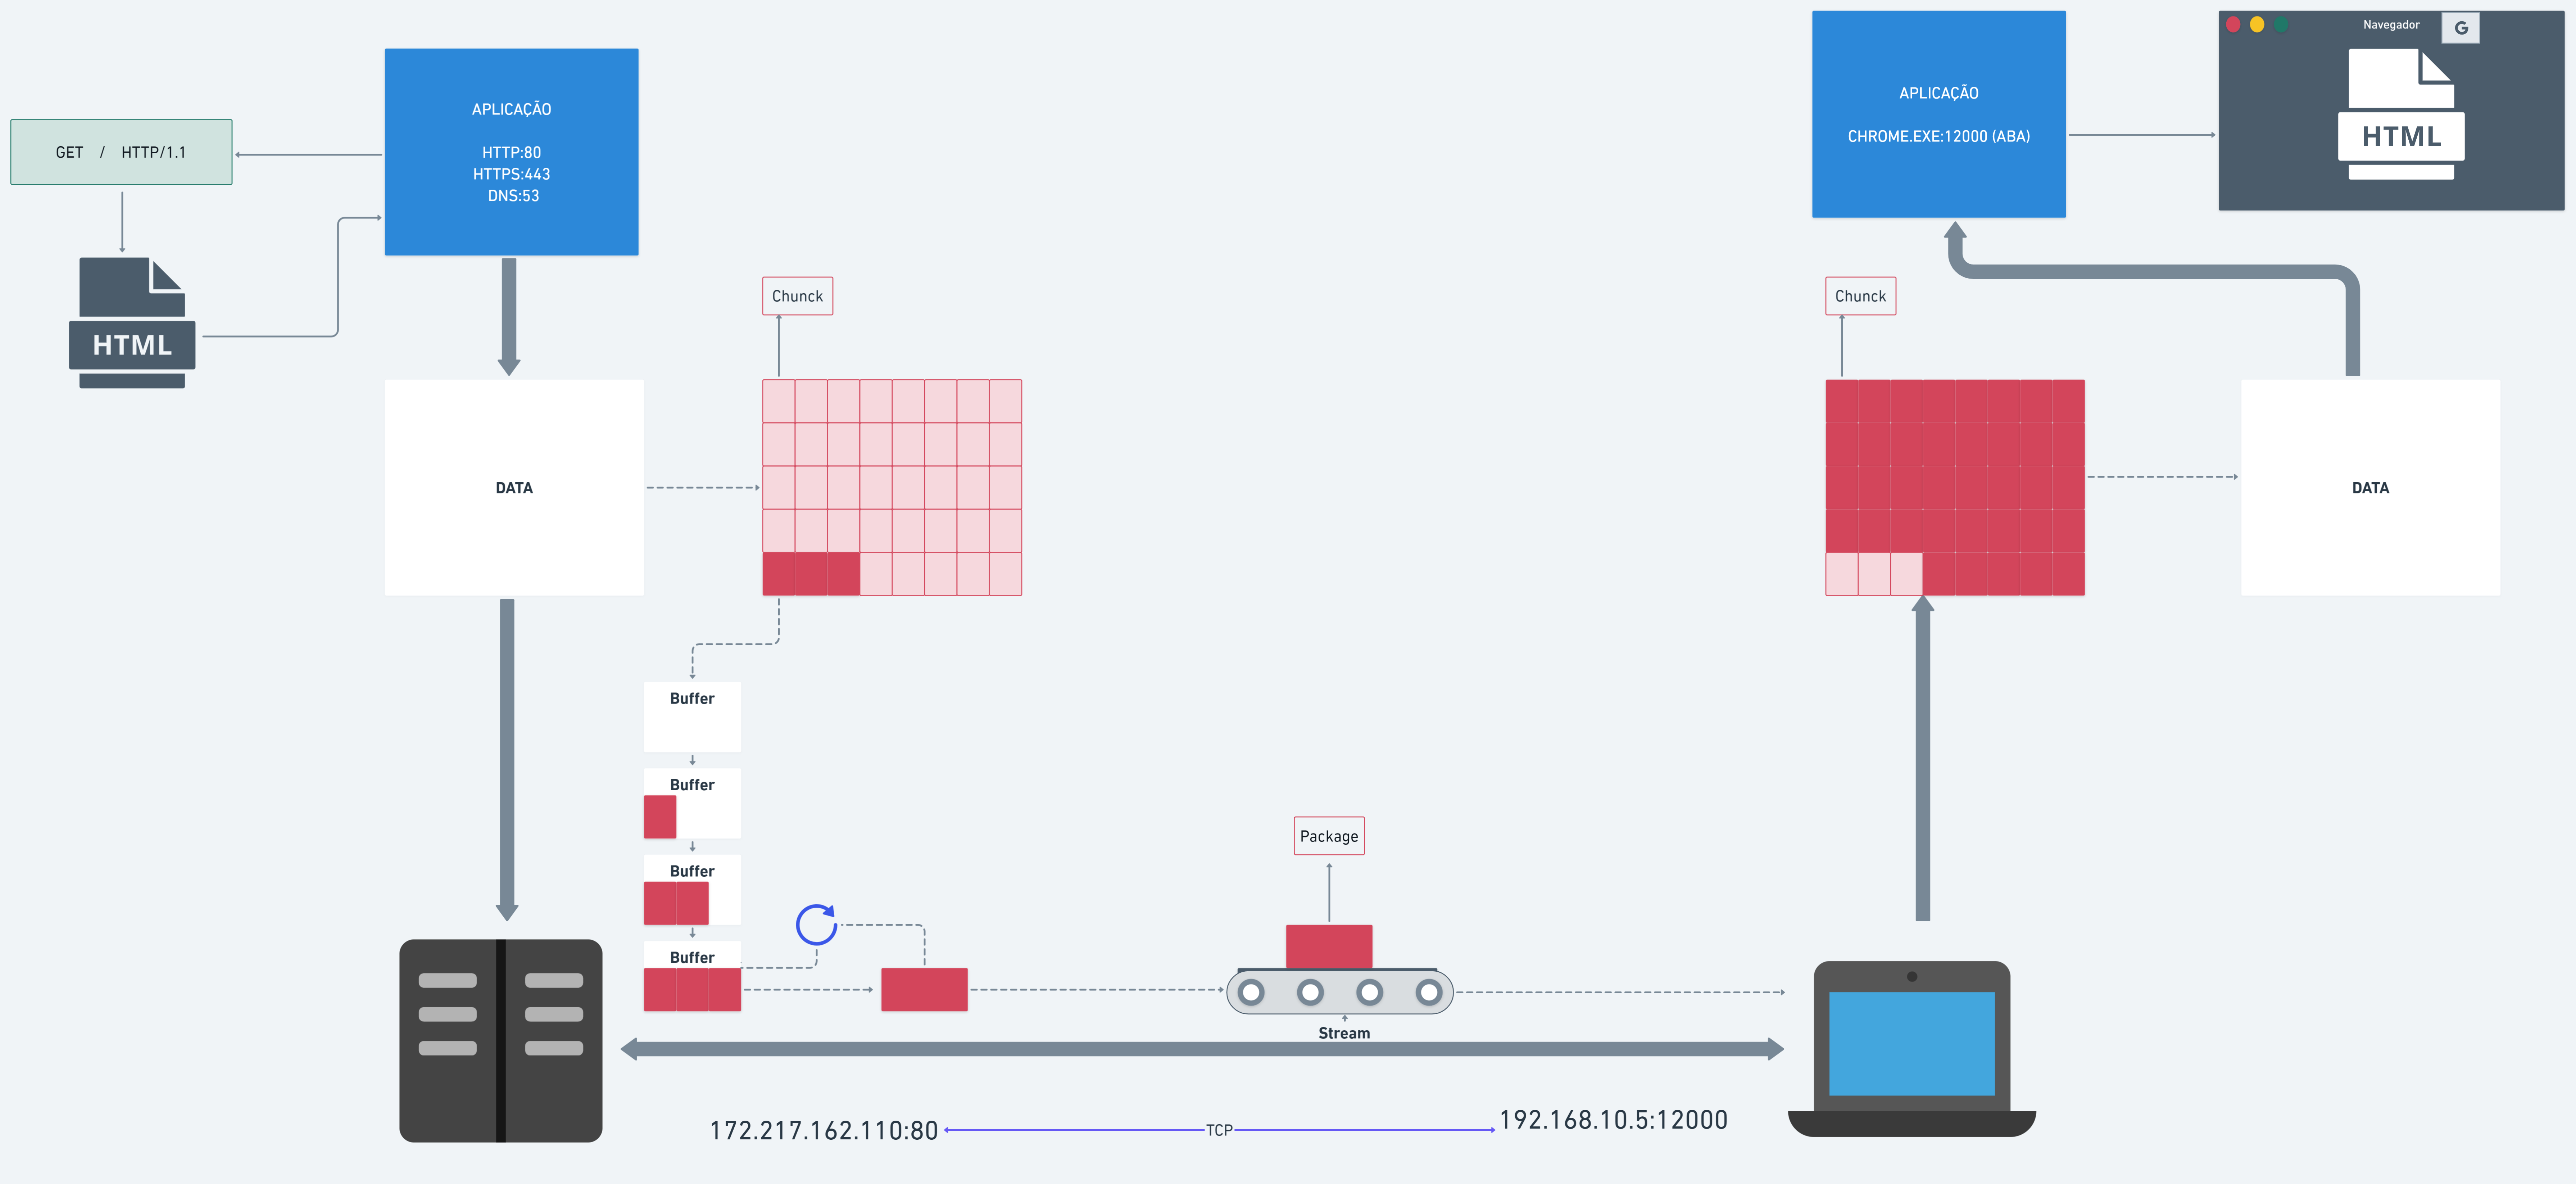 APLICAÇÃO
HTTP:80
HTTPS:443
DNS:53
GET / HTTP/1.1
HTML
DATA
Chunck
Buffer
Buffer
Buffer
Buffer
Package
Stream
172.217.162.110:80
TCP
192.168.10.5:12000
APLICAÇÃO
CHROME.EXE:12000 (ABA)
Navegador
G
HTML
Chunck
DATA